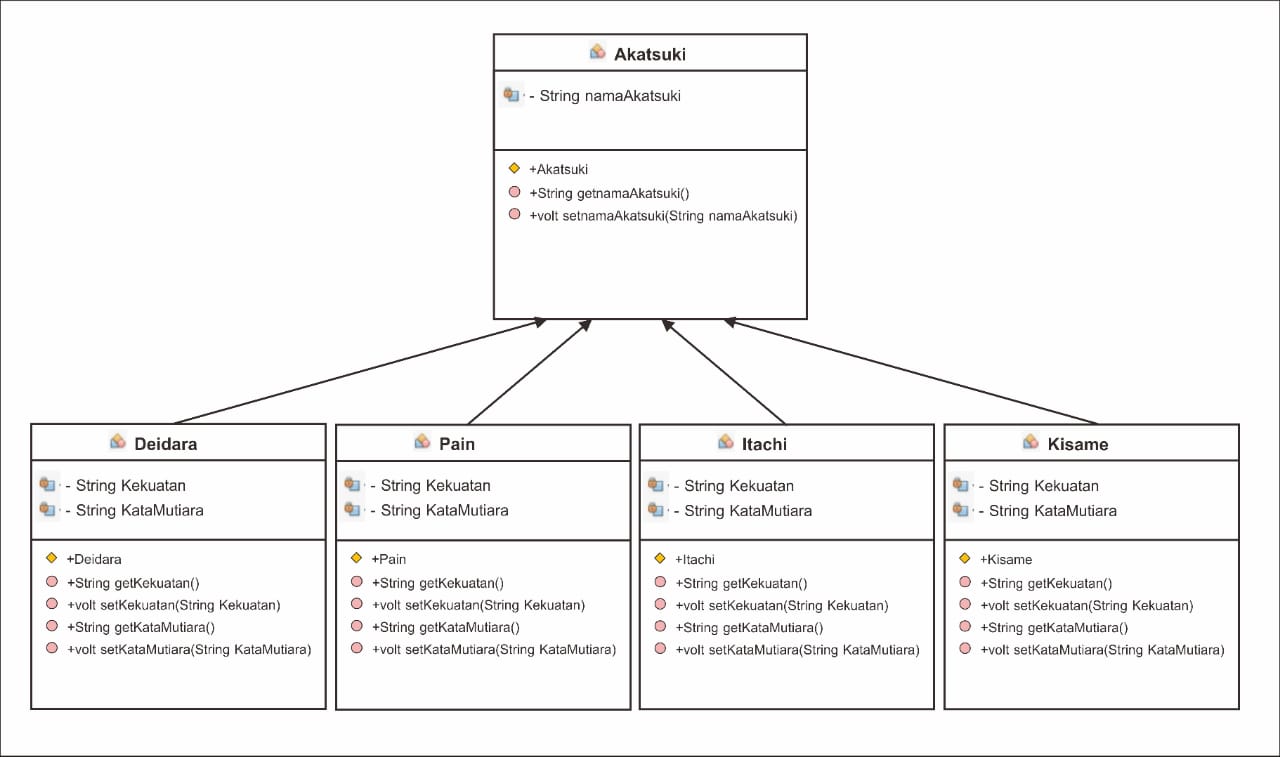 Akatsuki
- String namaAkatsuki
+Akatsuki
+String getnamaAkatsuki()
+volt setnamaAkatsuki(String namaAkatsuki)
Deidara
- String Kekuatan
- String KataMutiara
+Deidara
+String getKekuatan()
+volt setKekuatan(String Kekuatan)
+String getKataMutiara()
+volt setKataMutiara(String KataMutiara)
Pain
- String Kekuatan
- String KataMutiara
+Pain
+String getKekuatan()
+volt setKekuatan(String Kekuatan)
+String getKataMutiara()
+volt setKataMutiara(String KataMutiara)
Itachi
- String Kekuatan
- String KataMutiara
+Itachi
+String getKekuatan()
+volt setKekuatan(String Kekuatan)
+String getKataMutiara()
+volt setKataMutiara(String KataMutiara)
Kisame
- String Kekuatan
- String KataMutiara
+Kisame
+String getKekuatan()
+volt setKekuatan(String Kekuatan)
+String getKataMutiara()
+volt setKataMutiara(String KataMutiara)